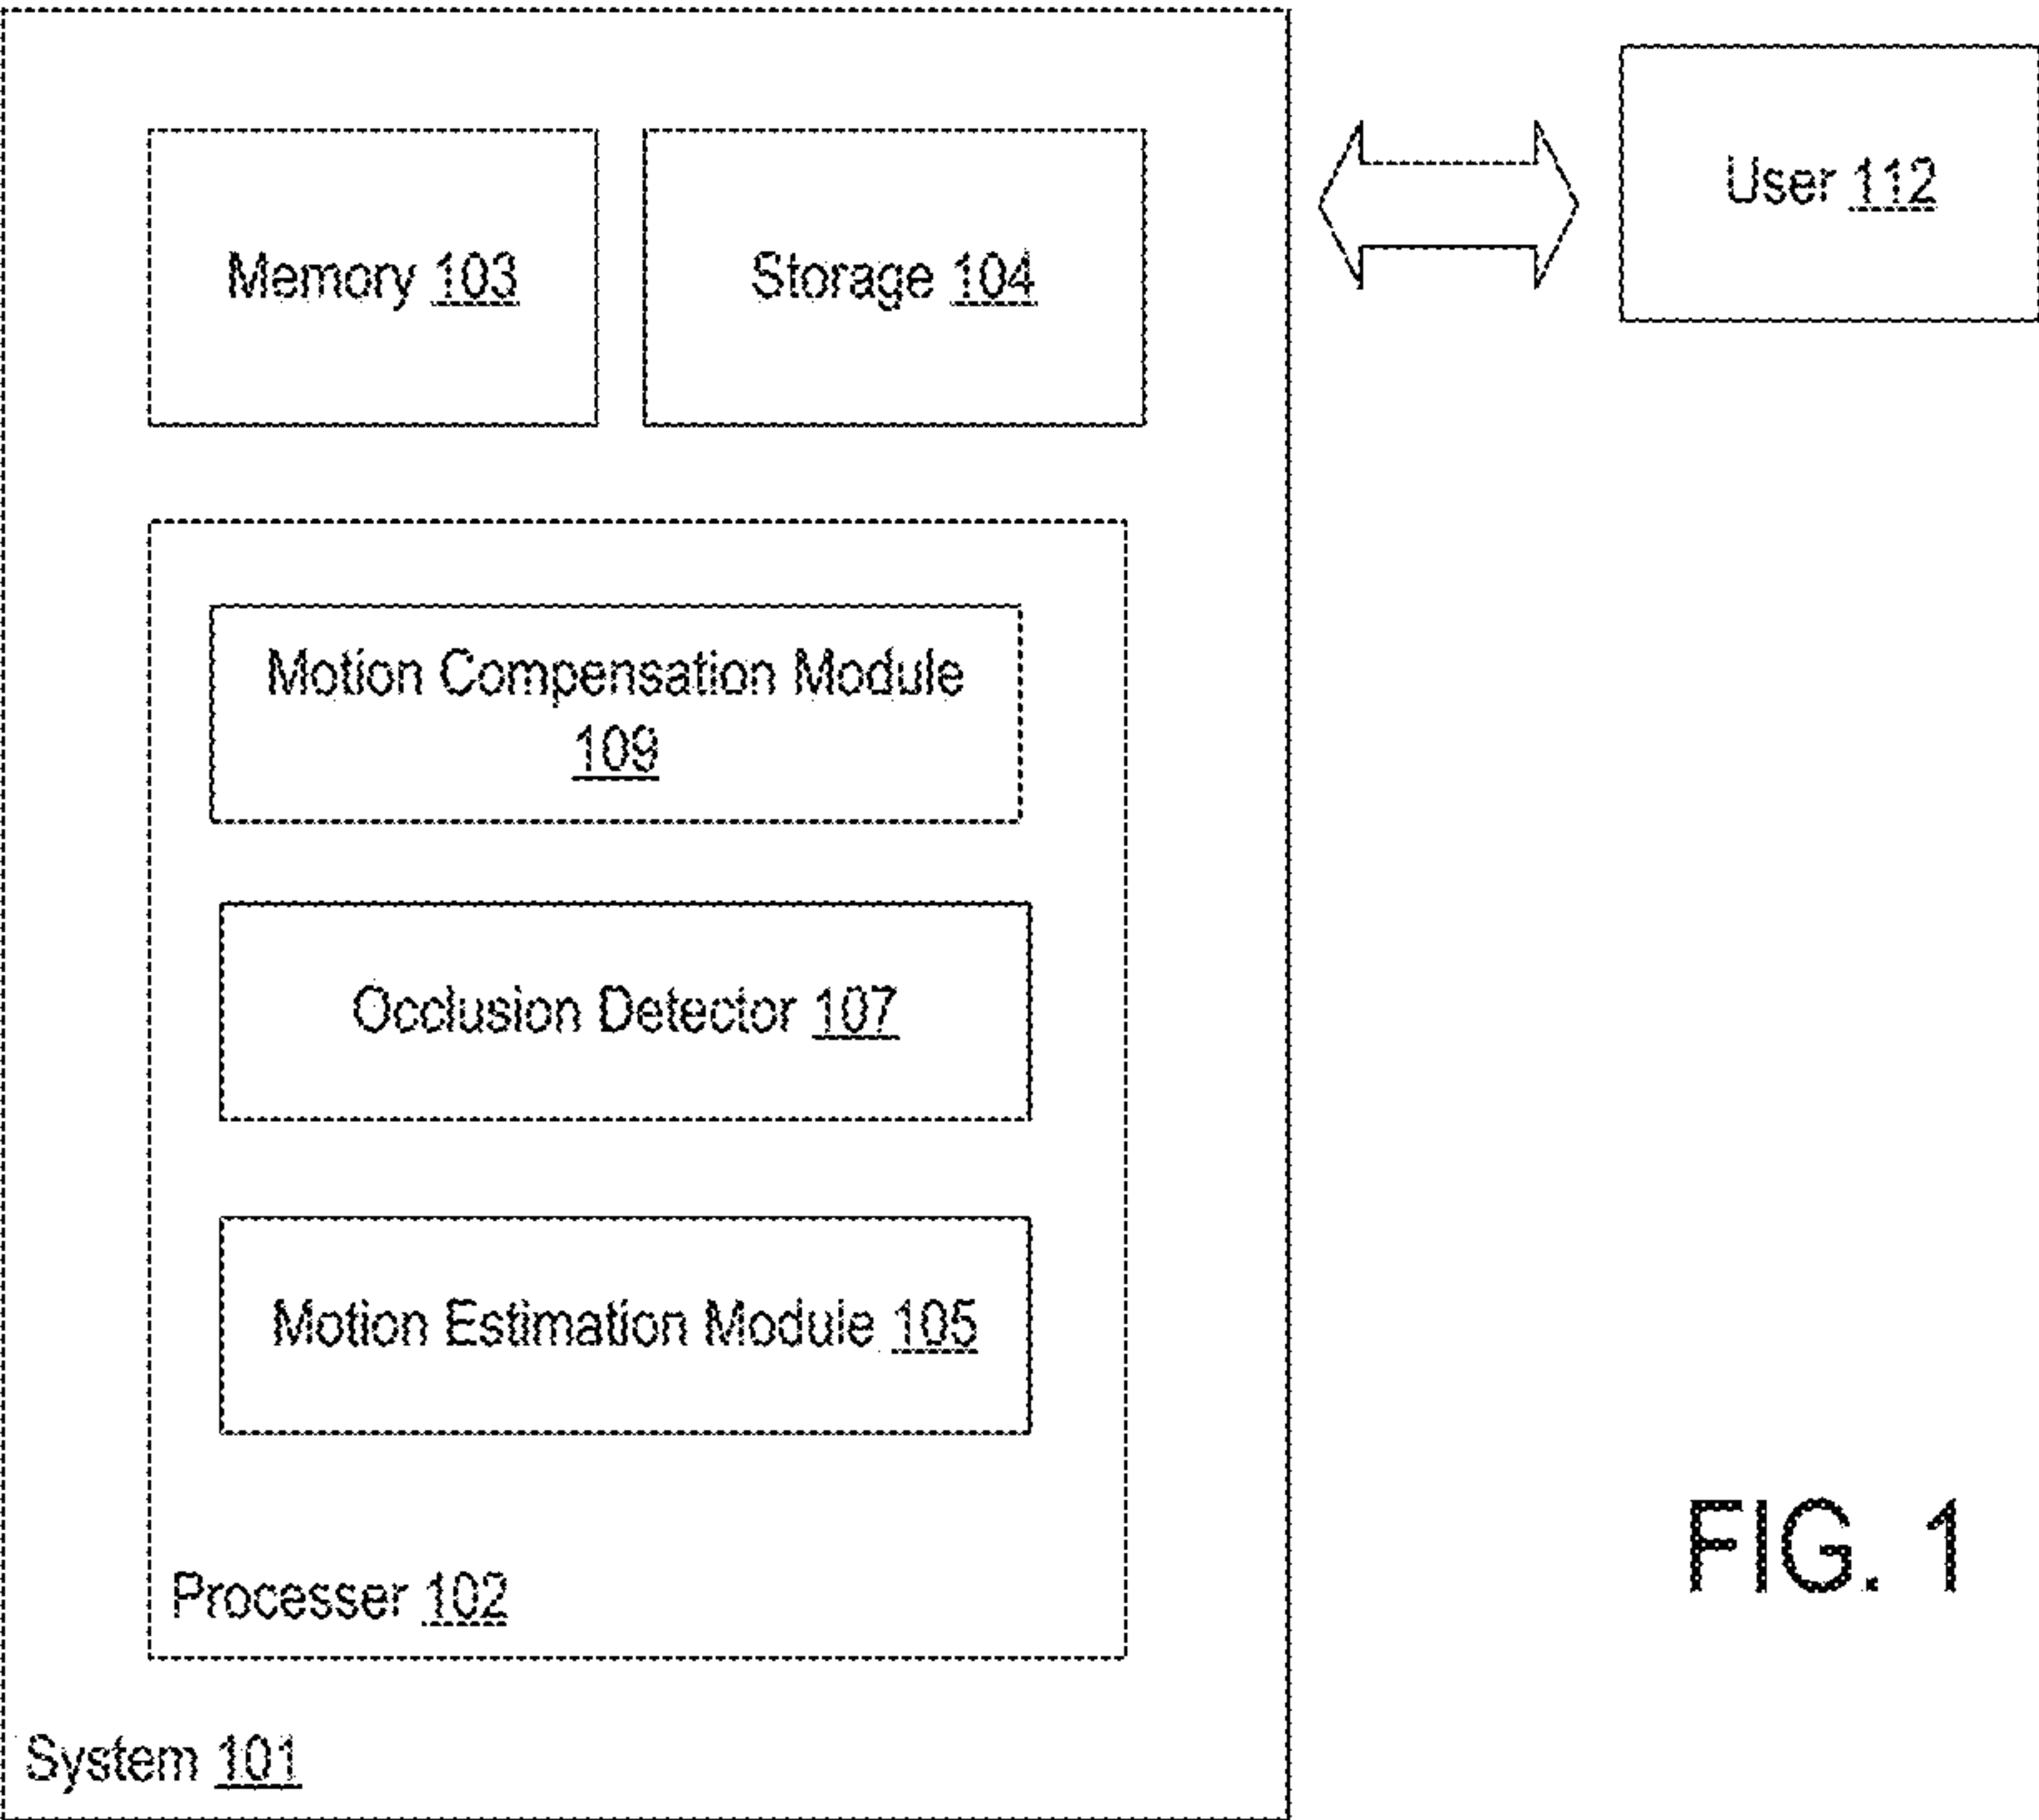 User 112
Memory 103
Storage 104
Motion Compensation Module
109
Occlusion Detector 107
Motion Estimation Module 105
Processer 102
System 101
FIG. 1